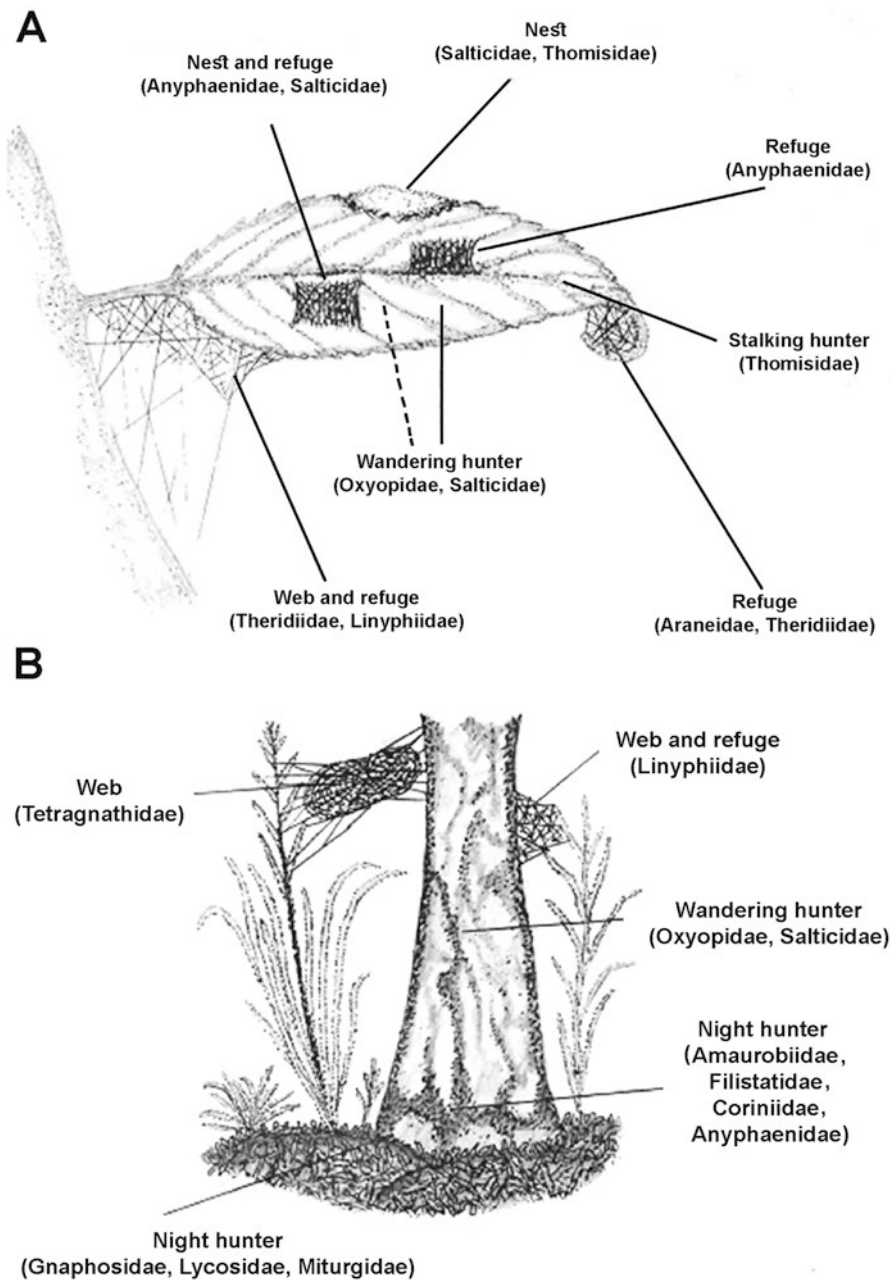 A
Nest
(Salticidae, Thomisidae)
Nest and refuge
(Anyphaenidae, Salticidae)
Refuge
(Anyphaenidae)
Stalking hunter
(Thomisidae)
Wandering hunter
(Oxyopidae, Salticidae)
Web and refuge
(Theridiidae, Linyphiidae)
Refuge
(Araneidae, Theridiidae)
B
Web and refuge
(Linyphiidae)
Web
(Tetragnathidae)
Wandering hunter
(Oxyopidae, Salticidae)
Night hunter
(Amaurobiidae,
Filistatidae,
Coriniidae,
Anyphaenidae)
Night hunter
(Gnaphosidae, Lycosidae, Miturgidae)